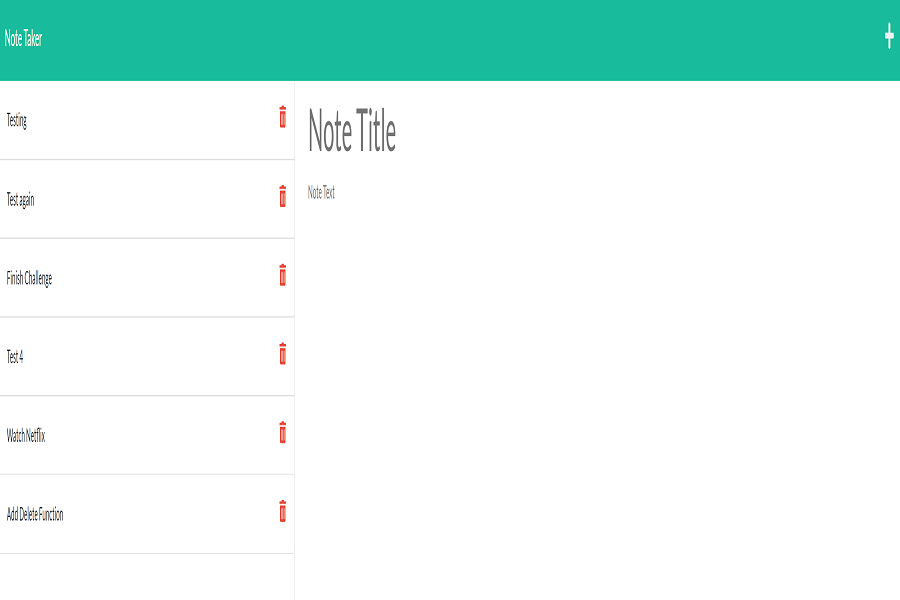 Note Taker
Testing
Test again
Finish Challenge
Test 4
Watch Netflix
Add Delete Function
Note Title
Note Text